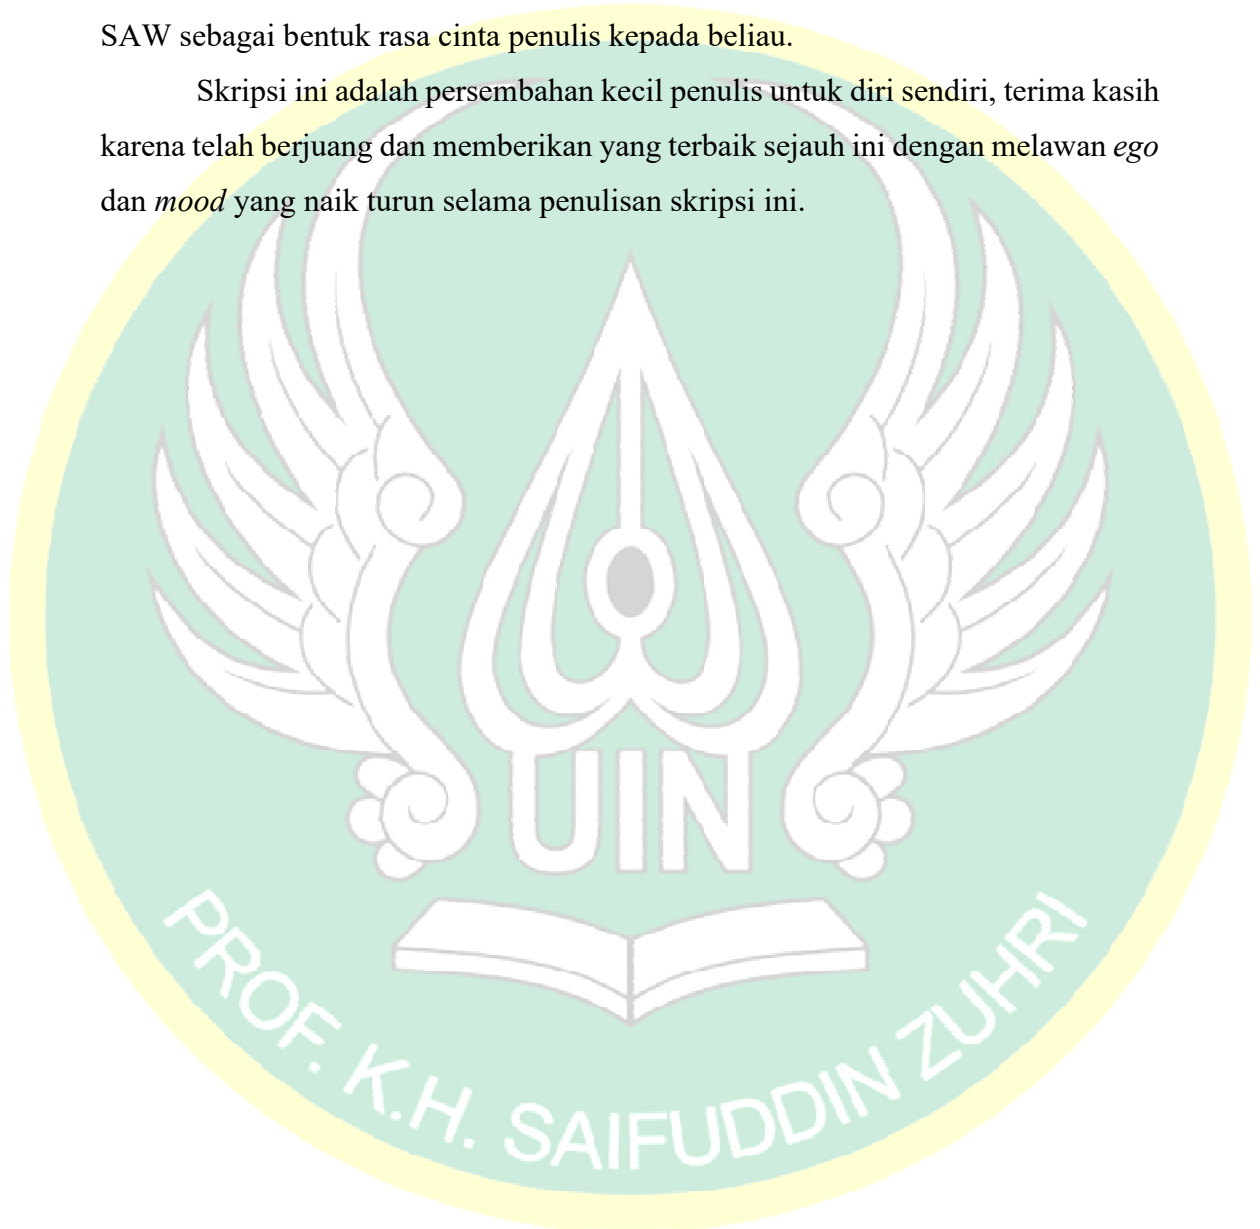 SAW sebagai bentuk rasa cinta penulis kepada beliau.
Skripsi ini adalah persembahan kecil penulis untuk diri sendiri, terima kasih
karena telah berjuang dan memberikan yang terbaik sejauh ini dengan melawan ego
dan mood yang naik turun selama penulisan skripsi ini.
UIN
PROF. K.H. SAIFUDDIN ZUHRI